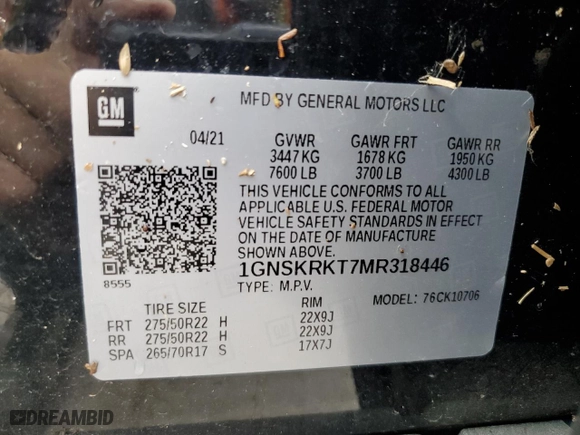 GM
MFD BY GENERAL MOTORS LLC
04/21 GVWR GAWR FRT GAWR RR
3447 KG 1678 KG 1950 KG
7600 LB 3700 LB 4300 LB
THIS VEHICLE CONFORMS TO ALL
APPLICABLE U.S. FEDERAL MOTOR
VEHICLE SAFETY STANDARDS IN EFFECT
ON THE DATE OF MANUFACTURE
SHOWN ABOVE.
8555
1GNSKRKT7MR318446
TYPE: M.P.V. MODEL: 76CK10706
TIRE SIZE RIM
FRT 275/50R22 H 22X9J
RR 275/50R22 H 22X9J
SPA 265/70R17 S 17X7J
DREAMBID